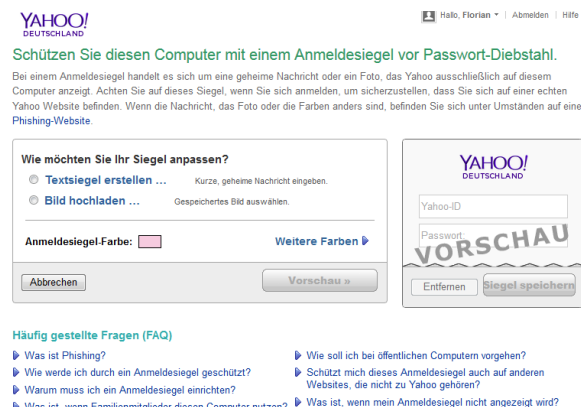 YAHOO!
DEUTSCHLAND
Hallo, Florian | Abmelden | Hilfe
Schützen Sie diesen Computer mit einem Anmeldesiegel vor Passwort-Diebstahl.
Bei einem Anmeldesiegel handelt es sich um eine geheime Nachricht oder ein Foto, das Yahoo ausschließlich auf diesem
Computer anzeigt. Achten Sie auf dieses Siegel, wenn Sie sich anmelden, um sicherzustellen, dass Sie sich auf einer echten
Yahoo Website befinden. Wenn die Nachricht, das Foto oder die Farben anders sind, befinden Sie sich unter Umständen auf eine
Phishing-Website.
Wie möchten Sie Ihr Siegel anpassen?
Textsiegel erstellen ... Kurze, geheime Nachricht eingeben.
Bild hochladen ... Gespeichertes Bild auswählen.
Anmeldesiegel-Farbe: Weitere Farben
Abbrechen Vorschau »
YAHOO!
DEUTSCHLAND
Yahoo-ID
Passwort:
VORSCHAU
Entfernen Siegel speichern
Häufig gestellte Fragen (FAQ)
Was ist Phishing?
Wie werde ich durch ein Anmeldesiegel geschützt?
Warum muss ich ein Anmeldesiegel einrichten?
Was ist, wenn Familienmitglieder diesen Computer nutzen?
Wie soll ich bei öffentlichen Computern vorgehen?
Schützt mich dieses Anmeldesiegel auch auf anderen
Websites, die nicht zu Yahoo gehören?
Was ist, wenn mein Anmeldesiegel nicht angezeigt wird?